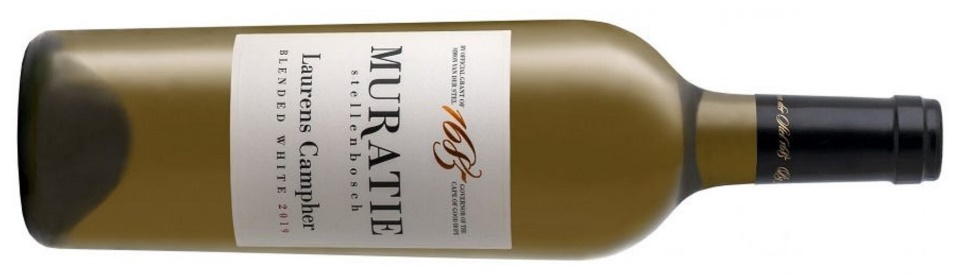 BY OFFICIAL GRANT OF
SIMON VAN DER STEL
1685
GOVERNOR OF THE
CAPE OF GOOD HOPE
MURATIE
stellenbosch
Laurens Campher
BLENDED WHITE 2019